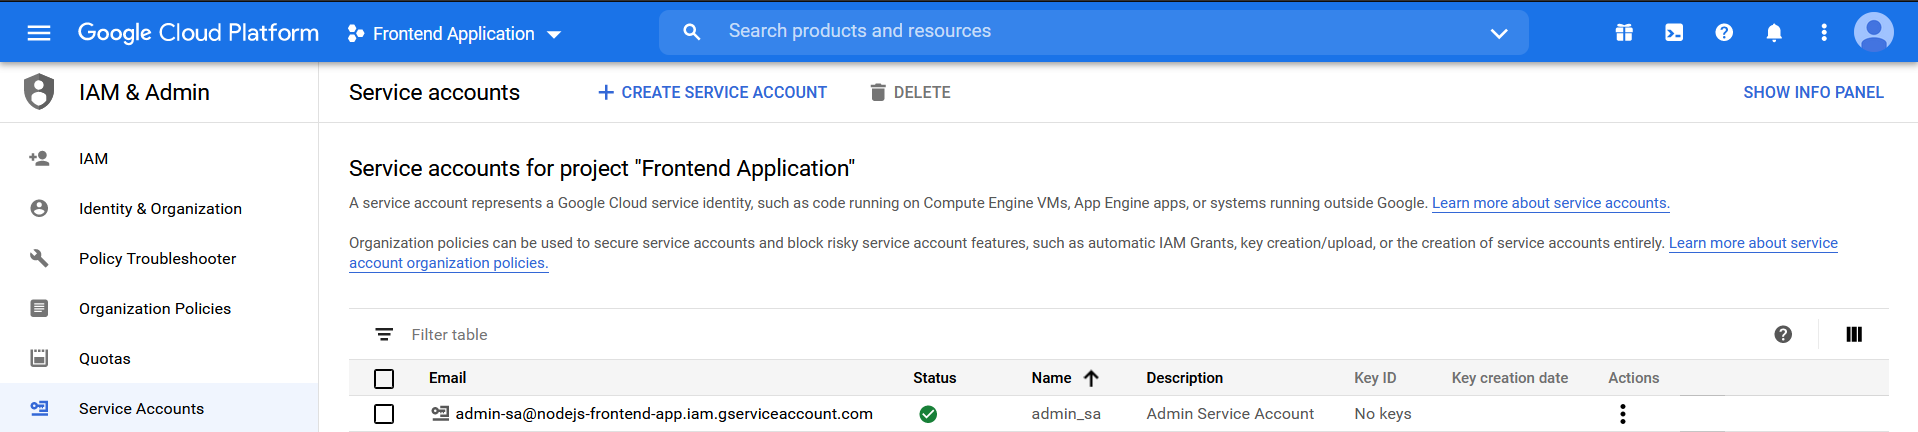 Google Cloud Platform Frontend Application Search products and resources
IAM & Admin
Service accounts CREATE SERVICE ACCOUNT DELETE SHOW INFO PANEL
IAM
Identity & Organization
Policy Troubleshooter
Organization Policies
Quotas
Service Accounts
Service accounts for project "Frontend Application"
A service account represents a Google Cloud service identity, such as code running on Compute Engine VMs, App Engine apps, or systems running outside Google. Learn more about service accounts.
Organization policies can be used to secure service accounts and block risky service account features, such as automatic IAM Grants, key creation/upload, or the creation of service accounts entirely. Learn more about service
account organization policies.
Filter table
Email Status Name Description Key ID Key creation date Actions
admin-sa@nodejs-frontend-app.iam.gserviceaccount.com admin_sa Admin Service Account No keys